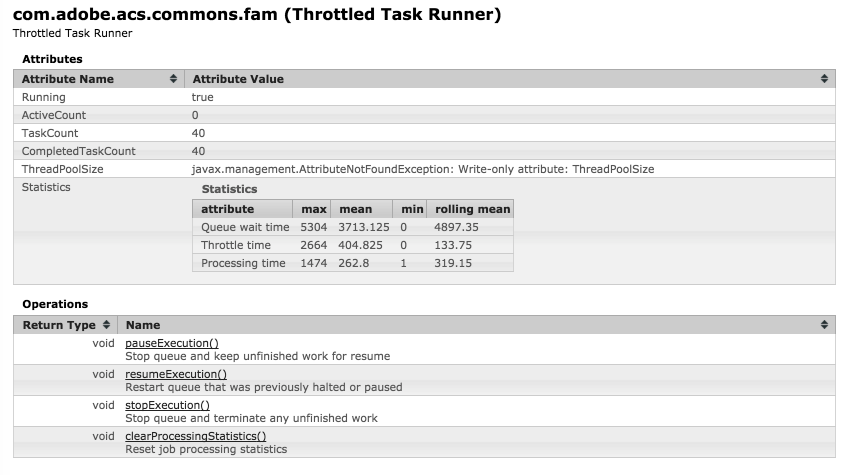 com.adobe.acs.commons.fam (Throttled Task Runner)
Throttled Task Runner
Attributes
Attribute Name Attribute Value
Running true
ActiveCount 0
TaskCount 40
CompletedTaskCount 40
ThreadPoolSize javax.management.AttributeNotFoundException: Write-only attribute: ThreadPoolSize
Statistics Statistics
attribute max mean min rolling mean
Queue wait time 5304 3713.125 0 4897.35
Throttle time 2664 404.825 0 133.75
Processing time 1474 262.8 1 319.15
Operations
Return Type Name
void pauseExecution()
Stop queue and keep unfinished work for resume
void resumeExecution()
Restart queue that was previously halted or paused
void stopExecution()
Stop queue and terminate any unfinished work
void clearProcessingStatistics()
Reset job processing statistics